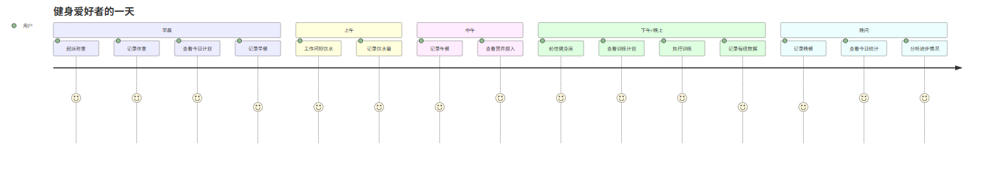 健身爱好者的一天
用户
早晨
上午
中午
下午/晚上
晚间
起床称重
记录体重
查看今日计划
记录早餐
工作间隙饮水
记录饮水量
记录午餐
查看营养摄入
前往健身房
查看训练计划
执行训练
记录每组数据
记录晚餐
查看今日统计
分析进步情况